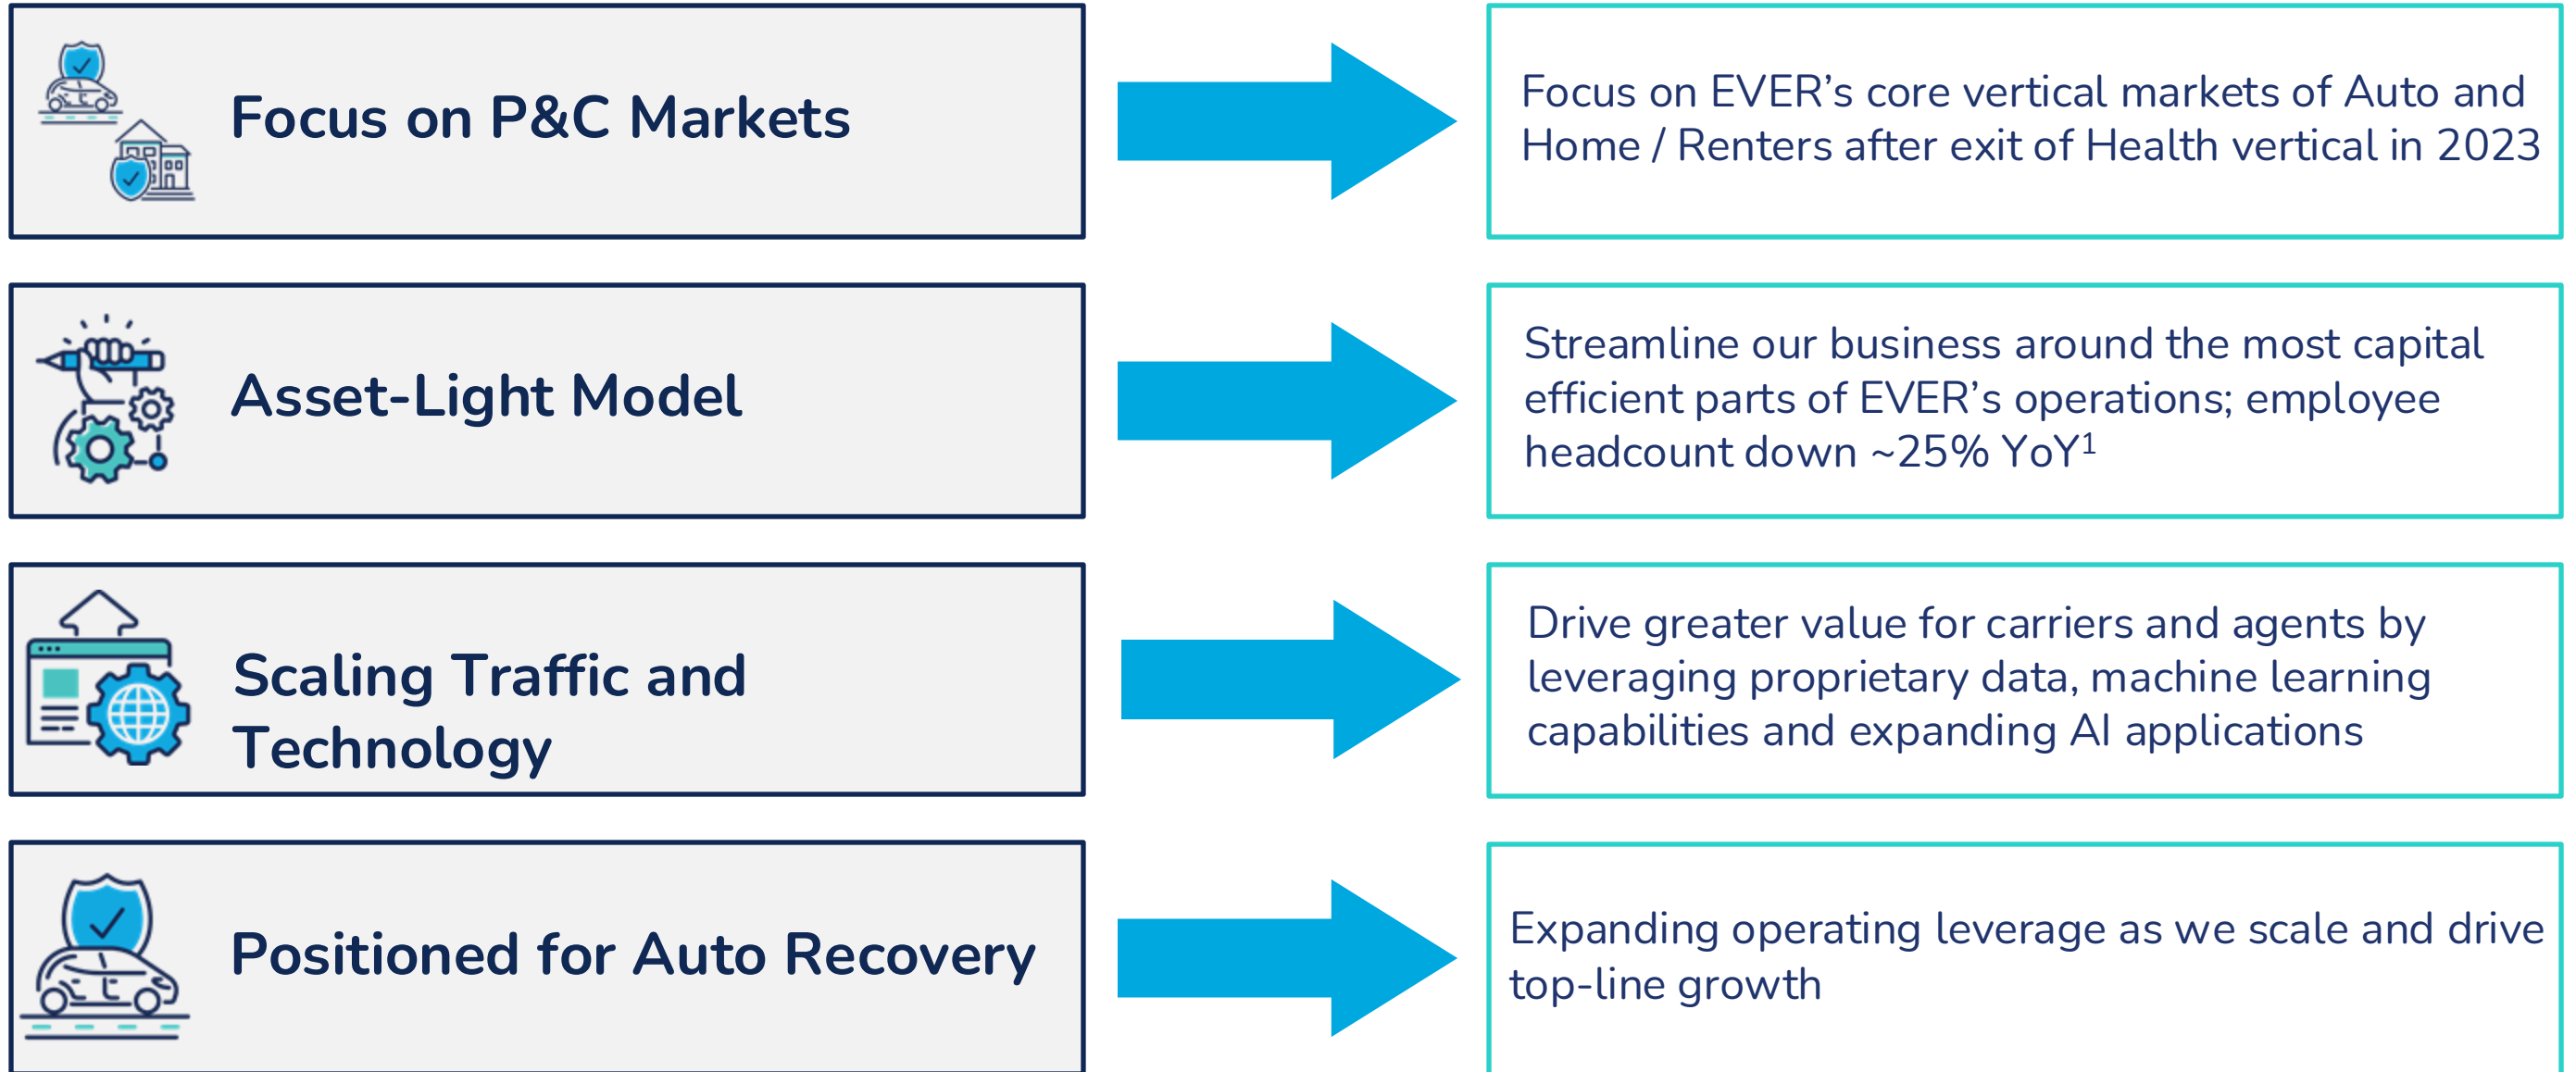 Focus on P&C Markets
Focus on EVER’s core vertical markets of Auto and
Home / Renters after exit of Health vertical in 2023
Asset-Light Model
Streamline our business around the most capital
efficient parts of EVER’s operations; employee
headcount down ~25% YoY¹
Scaling Traffic and
Technology
Drive greater value for carriers and agents by
leveraging proprietary data, machine learning
capabilities and expanding AI applications
Positioned for Auto Recovery
Expanding operating leverage as we scale and drive
top-line growth